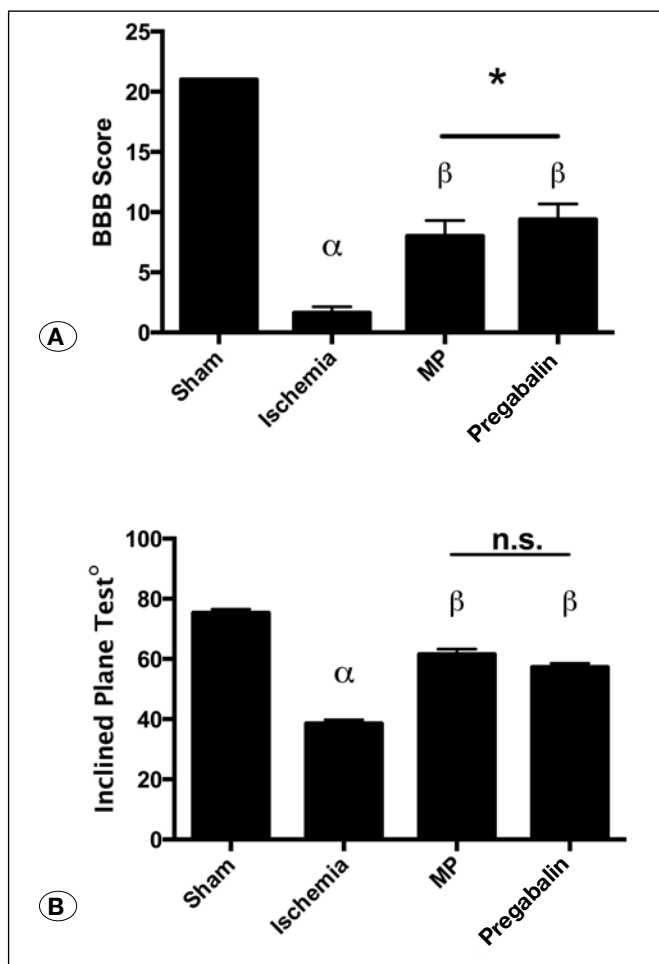 25
20
15
10
5
0
BBB Score
*
α
β
β
Sham
Ischemia
MP
Pregabalin
A
100
80
60
40
20
0
Inclined Plane Test°
n.s.
α
β
β
Sham
Ischemia
MP
Pregabalin
B